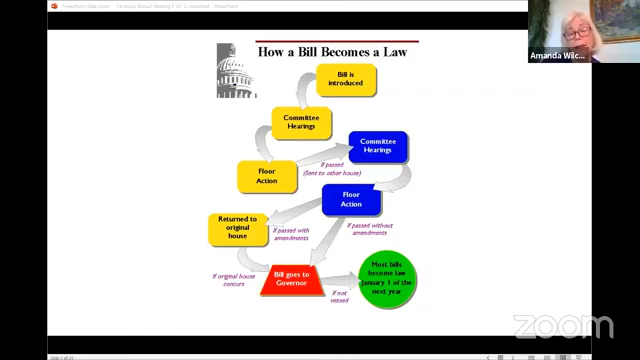 PowerPoint Slide Show
Amanda Wilc...
How a Bill Becomes a Law
Bill is
introduced
Committee
Hearings
Committee
Hearings
If passed
(Sent to other house)
Floor
Action
Floor
Action
Returned to
original
house
If passed with
amendments
If passed without
amendments
If original house
concurs
Bill goes to
Governor
If not
vetoed
Most bills
become law
January 1 of the
next year
zoom